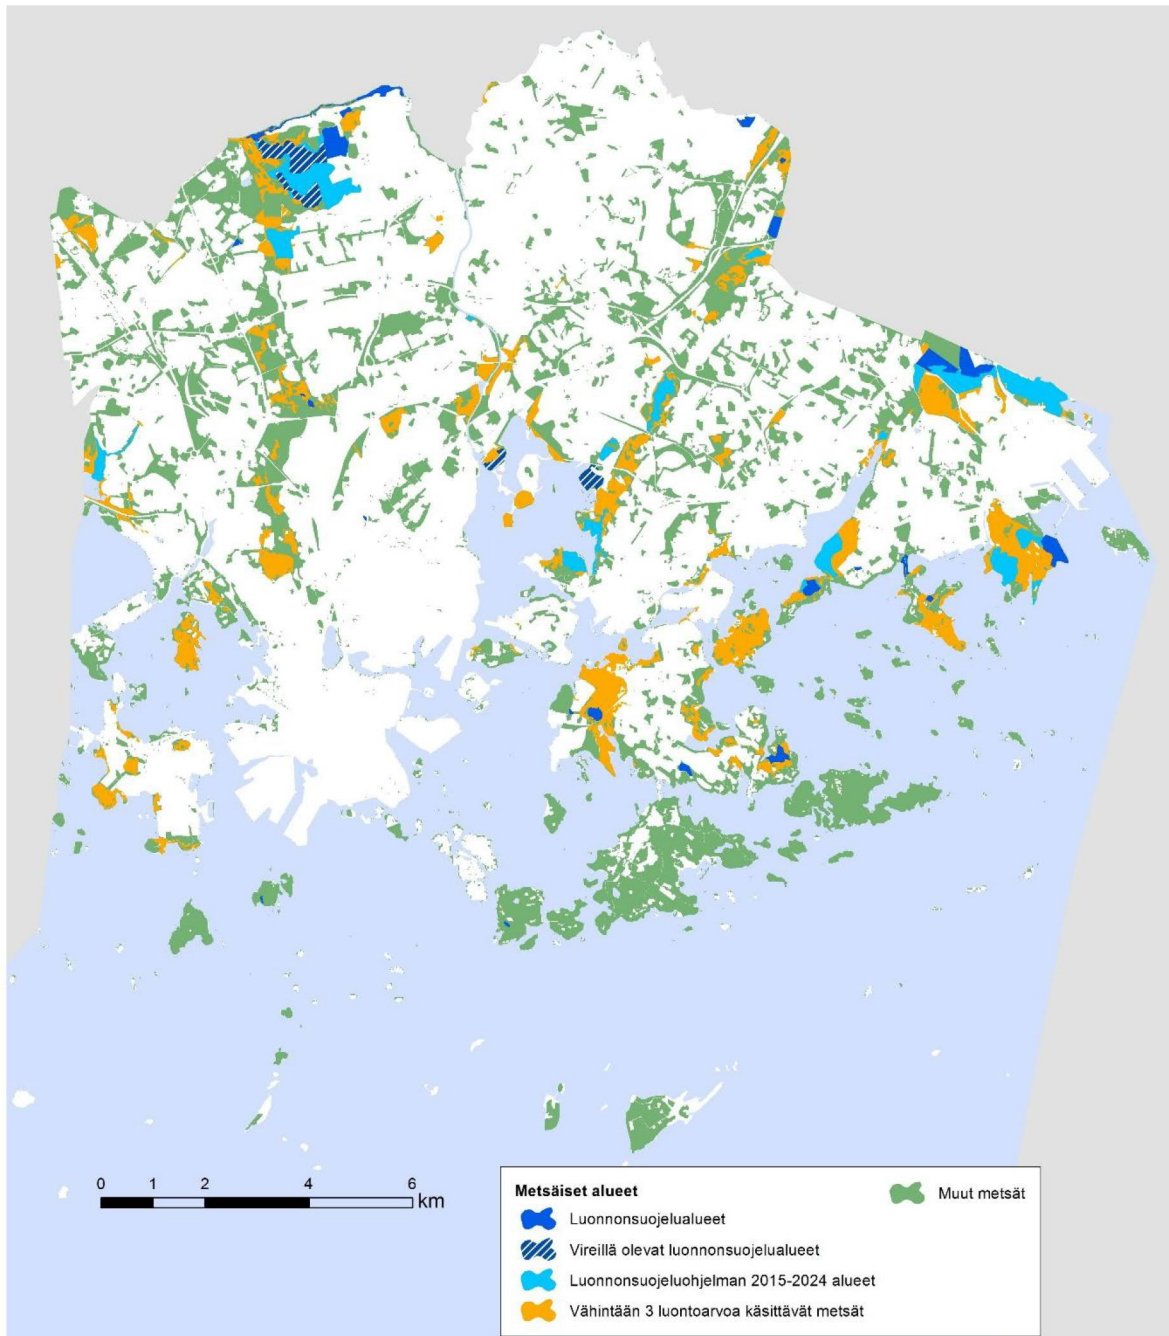 0 1 2 4 6
km
Metsäiset alueet
Luonnonsuojelualueet
Vireillä olevat luonnonsuojelualueet
Luonnonsuojeluohjelman 2015-2024 alueet
Vähintään 3 luontoarvoa käsittävät metsät
Muut metsät